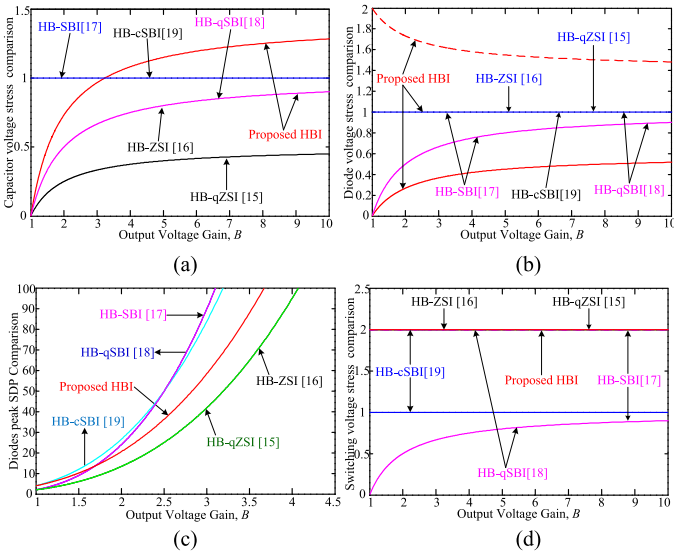 Capacitor voltage stress comparison
1.5
1
0.5
0
HB-SBI[17]
HB-cSBI[19]
HB-qSBI[18]
Proposed HBI
HB-ZSI [16]
HB-qZSI [15]
1 2 3 4 5 6 7 8 9 10
Output Voltage Gain, B
(a)
Diode voltage stress comparison
2
1.8
1.6
1.4
1.2
1
0.8
0.6
0.4
0.2
0
HB-qZSI [15]
Proposed HBI
HB-ZSI [16]
HB-SBI[17]
HB-cSBI[19]
HB-qSBI[18]
1 2 3 4 5 6 7 8 9 10
Output Voltage Gain, B
(b)
Diodes peak SDP Comparison
100
90
80
70
60
50
40
30
20
10
0
HB-SBI [17]
HB-qSBI [18]
Proposed HBI
HB-ZSI [16]
HB-cSBI [19]
HB-qZSI [15]
1 1.5 2 2.5 3 3.5 4 4.5
Output Voltage Gain, B
(c)
Switching voltage stress comparison
2.5
2
1.5
1
0.5
0
HB-ZSI [16]
HB-qZSI [15]
HB-cSBI[19]
Proposed HBI
HB-SBI[17]
HB-qSBI[18]
1 2 3 4 5 6 7 8 9 10
Output Voltage Gain, B
(d)